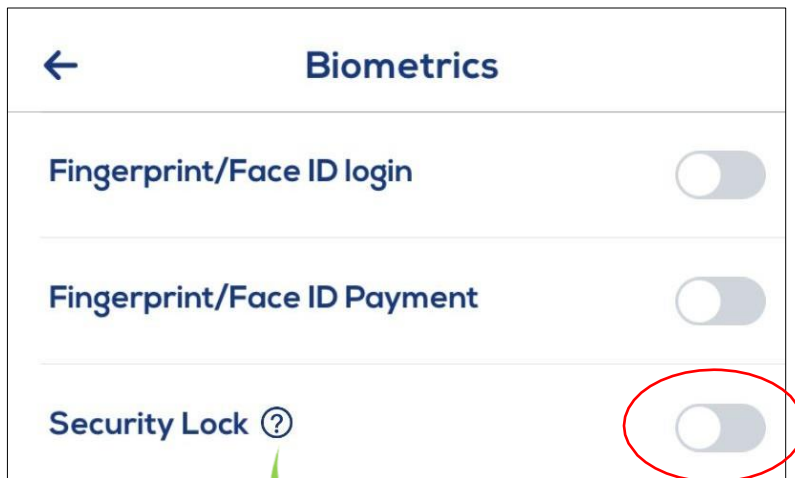 Biometrics
Fingerprint/Face ID login
Fingerprint/Face ID Payment
Security Lock ?